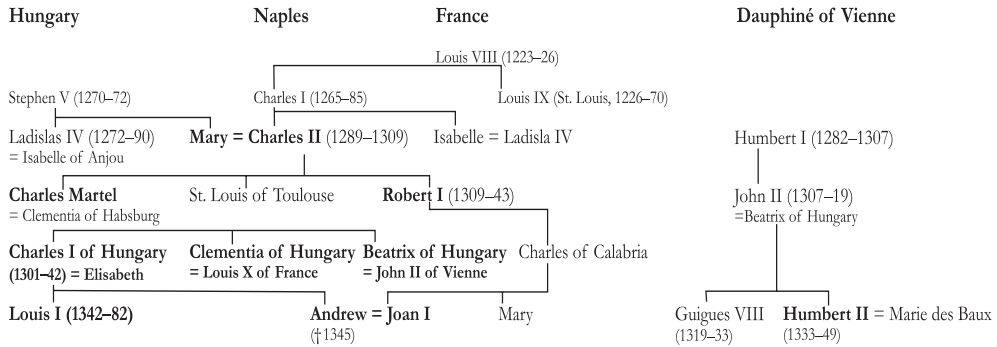 Hungary Naples France Dauphiné of Vienne
Louis VIII (1223–26)
Stephen V (1270–72) Charles I (1265–85) Louis IX (St. Louis, 1226–70)
Ladislas IV (1272–90) Mary = Charles II (1289–1309) Isabelle = Ladisla IV Humbert I (1282–1307)
= Isabelle of Anjou
Charles Martel St. Louis of Toulouse Robert I (1309–43) John II (1307–19)
= Clementia of Habsburg =Beatrix of Hungary
Charles I of Hungary Clementia of Hungary Beatrix of Hungary Charles of Calabria
(1301–42) = Elisabeth = Louis X of France = John II of Vienne
Louis I (1342–82) Andrew = Joan I Mary Guigues VIII Humbert II = Marie des Baux
(†1345) (1319–33) (1333–49)